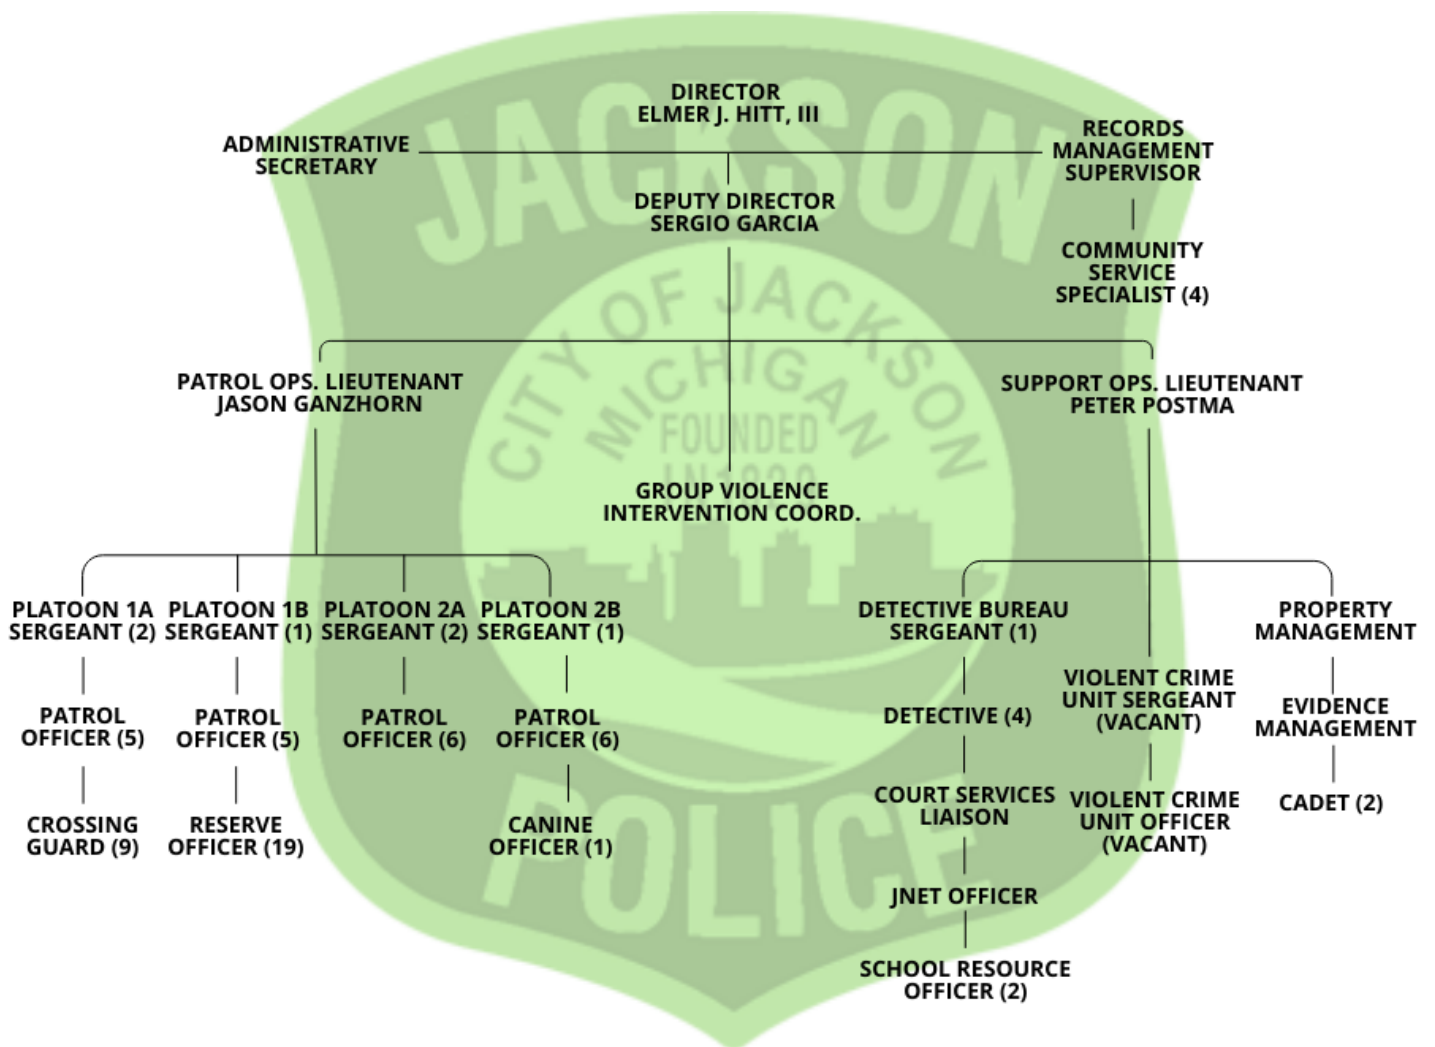 JACKSON
CITY OF JACKSON
MICHIGAN
FOUNDED
IN 1829
POLICE
DIRECTOR
ELMER J. HITT, III
ADMINISTRATIVE
SECRETARY
RECORDS
MANAGEMENT
SUPERVISOR
DEPUTY DIRECTOR
SERGIO GARCIA
COMMUNITY
SERVICE
SPECIALIST (4)
PATROL OPS. LIEUTENANT
JASON GANZHORN
SUPPORT OPS. LIEUTENANT
PETER POSTMA
GROUP VIOLENCE
INTERVENTION COORD.
PLATOON 1A
SERGEANT (2)
PLATOON 1B
SERGEANT (1)
PLATOON 2A
SERGEANT (2)
PLATOON 2B
SERGEANT (1)
DETECTIVE BUREAU
SERGEANT (1)
PROPERTY
MANAGEMENT
PATROL
OFFICER (5)
PATROL
OFFICER (5)
PATROL
OFFICER (6)
PATROL
OFFICER (6)
DETECTIVE (4)
VIOLENT CRIME
UNIT SERGEANT
(VACANT)
EVIDENCE
MANAGEMENT
CROSSING
GUARD (9)
RESERVE
OFFICER (19)
CANINE
OFFICER (1)
COURT SERVICES
LIAISON
VIOLENT CRIME
UNIT OFFICER
(VACANT)
CADET (2)
JNET OFFICER
SCHOOL RESOURCE
OFFICER (2)